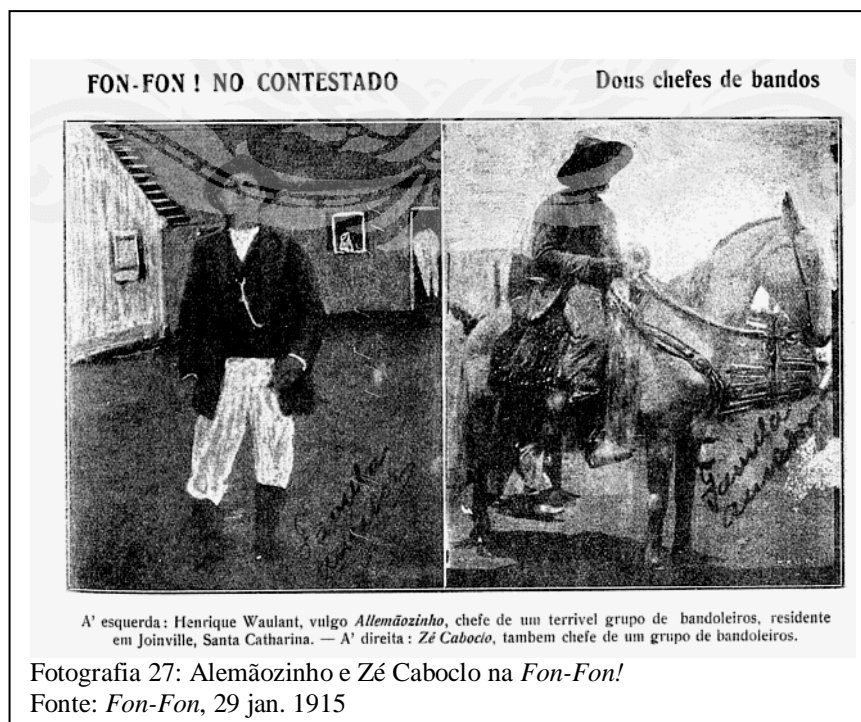 FON-FON ! NO CONTESTADO
Dous chefes de bandos
A' esquerda: Henrique Waulant, vulgo Allemãozinho, chefe de um terrivel grupo de bandoleiros, residente
em Joinville, Santa Catharina. — A' direita: Zé Cabocio, tambem chefe de um grupo de bandoleiros.
Fotografia 27: Alemãozinho e Zé Caboclo na Fon-Fon!
Fonte: Fon-Fon, 29 jan. 1915